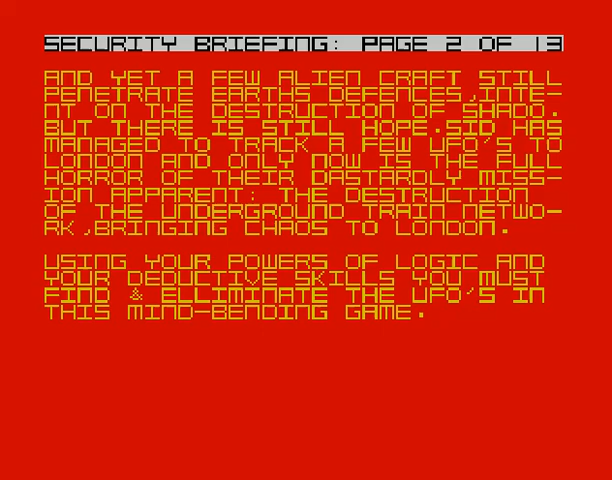 SECURITY BRIEFING: PAGE 2 OF 13
AND YET A FEW ALIEN CRAFT STILL
PENETRATE EARTHS DEFENCES,INTE-
NT ON THE DESTRUCTION OF SHADO.
BUT THERE IS STILL HOPE.SID HAS
MANAGED TO TRACK A FEW UFO'S TO
LONDON AND ONLY NOW IS THE FULL
HORROR OF THEIR DASTARDLY MISS-
ION APPARENT: THE DESTRUCTION
OF THE UNDERGROUND TRAIN NETWO-
RK,BRINGING CHAOS TO LONDON.
USING YOUR POWERS OF LOGIC AND
YOUR DEDUCTIVE SKILLS YOU MUST
FIND & ELLIMINATE THE UFO'S IN
THIS MIND-BENDING GAME.